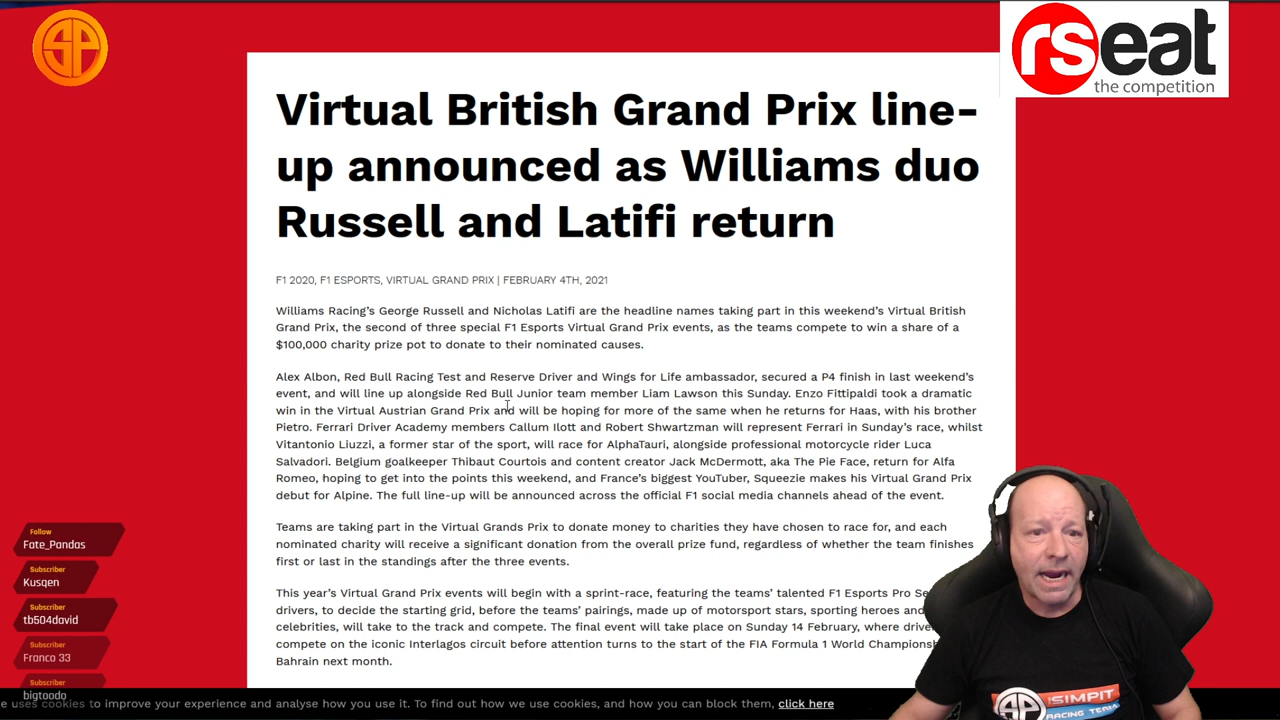 SP
rseat
the competition
Virtual British Grand Prix line-
up announced as Williams duo
Russell and Latifi return
F1 2020, F1 ESPORTS, VIRTUAL GRAND PRIX | FEBRUARY 4TH, 2021
Williams Racing's George Russell and Nicholas Latifi are the headline names taking part in this weekend's Virtual British
Grand Prix, the second of three special F1 Esports Virtual Grand Prix events, as the teams compete to win a share of a
$100,000 charity prize pot to donate to their nominated causes.
Alex Albon, Red Bull Racing Test and Reserve Driver and Wings for Life ambassador, secured a P4 finish in last weekend's
event, and will line up alongside Red Bull Junior team member Liam Lawson this Sunday. Enzo Fittipaldi took a dramatic
win in the Virtual Austrian Grand Prix and will be hoping for more of the same when he returns for Haas, with his brother
Pietro. Ferrari Driver Academy members Callum Ilott and Robert Shwartzman will represent Ferrari in Sunday's race, whilst
Vitantonio Liuzzi, a former star of the sport, will race for AlphaTauri, alongside professional motorcycle rider Luca
Salvadori. Belgium goalkeeper Thibaut Courtois and content creator Jack McDermott, aka The Pie Face, return for Alfa
Romeo, hoping to get into the points this weekend, and France's biggest YouTuber, Squeezie makes his Virtual Grand Prix
debut for Alpine. The full line-up will be announced across the official F1 social media channels ahead of the event.
Teams are taking part in the Virtual Grands Prix to donate money to charities they have chosen to race for, and each
nominated charity will receive a significant donation from the overall prize fund, regardless of whether the team finishes
first or last in the standings after the three events.
This year's Virtual Grand Prix events will begin with a sprint-race, featuring the teams' talented F1 Esports Pro Se
drivers, to decide the starting grid, before the teams' pairings, made up of motorsport stars, sporting heroes and
celebrities, will take to the track and compete. The final event will take place on Sunday 14 February, where drive
compete on the iconic Interlagos circuit before attention turns to the start of the FIA Formula 1 World Championsh
Bahrain next month.
Follow
Fate_Pandas
Subscriber
Kusqen
Subscriber
tb504david
Subscriber
Franco 33
Subscriber
bigtoodo
e uses cookies to improve your experience and analyse how you use it. To find out how we use cookies, and how you can block them, click here
SP
SIMPIT
RACING TEAM